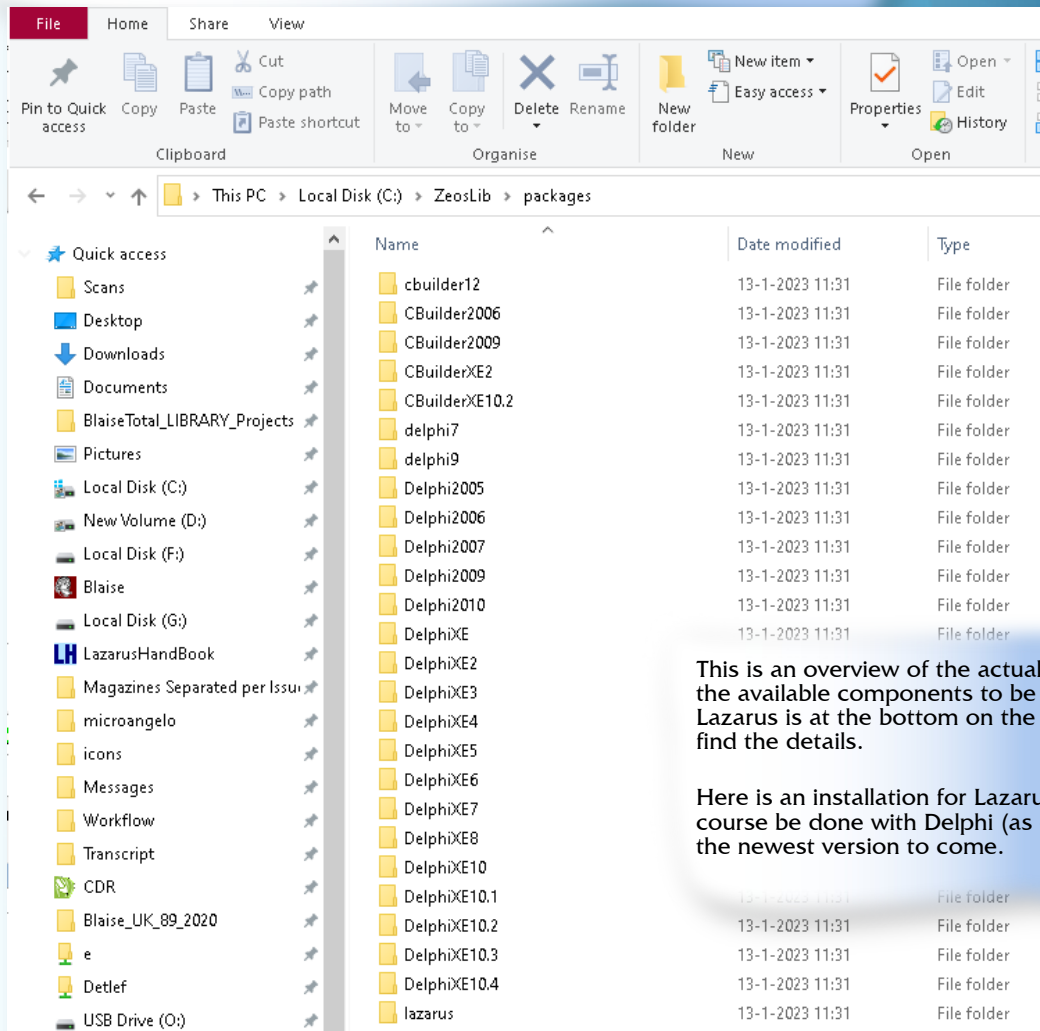 File Home Share View
Pin to Quick access
Copy
Paste
Cut
Copy path
Paste shortcut
Clipboard
Move to
Copy to
Delete
Rename
Organise
New folder
New item
Easy access
New
Properties
Open
Edit
History
Open
This PC > Local Disk (C:) > ZeosLib > packages
Quick access
Scans
Desktop
Downloads
Documents
BlaiseTotal_LIBRARY_Projects
Pictures
Local Disk (C:)
New Volume (D:)
Local Disk (F:)
Blaise
Local Disk (G:)
LH LazarusHandBook
Magazines Separated per Issu
microangelo
icons
Messages
Workflow
Transcript
CDR
Blaise_UK_89_2020
e
Detlef
USB Drive (O:)
Name Date modified Type
cbuilder12 13-1-2023 11:31 File folder
CBuilder2006 13-1-2023 11:31 File folder
CBuilder2009 13-1-2023 11:31 File folder
CBuilderXE2 13-1-2023 11:31 File folder
CBuilderXE10.2 13-1-2023 11:31 File folder
delphi7 13-1-2023 11:31 File folder
delphi9 13-1-2023 11:31 File folder
Delphi2005 13-1-2023 11:31 File folder
Delphi2006 13-1-2023 11:31 File folder
Delphi2007 13-1-2023 11:31 File folder
Delphi2009 13-1-2023 11:31 File folder
Delphi2010 13-1-2023 11:31 File folder
DelphiXE 13-1-2023 11:31 File folder
DelphiXE2
DelphiXE3
DelphiXE4
DelphiXE5
DelphiXE6
DelphiXE7
DelphiXE8
DelphiXE10
DelphiXE10.1 13-1-2023 11:31 File folder
DelphiXE10.2 13-1-2023 11:31 File folder
DelphiXE10.3 13-1-2023 11:31 File folder
DelphiXE10.4 13-1-2023 11:31 File folder
lazarus 13-1-2023 11:31 File folder
This is an overview of the actual
the available components to be
Lazarus is at the bottom on the
find the details.
Here is an installation for Lazaru
course be done with Delphi (as
the newest version to come.